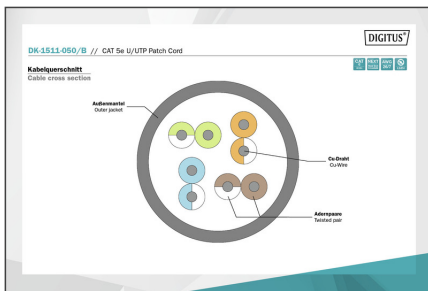 DIGITUS®
DK-1511-050/B // CAT 5e U/UTP Patch Cord
Kabelquerschnitt
Cable cross section
Außenmantel
Outer jacket
Cu-Draht
Cu-Wire
Adernpaare
Twisted pair